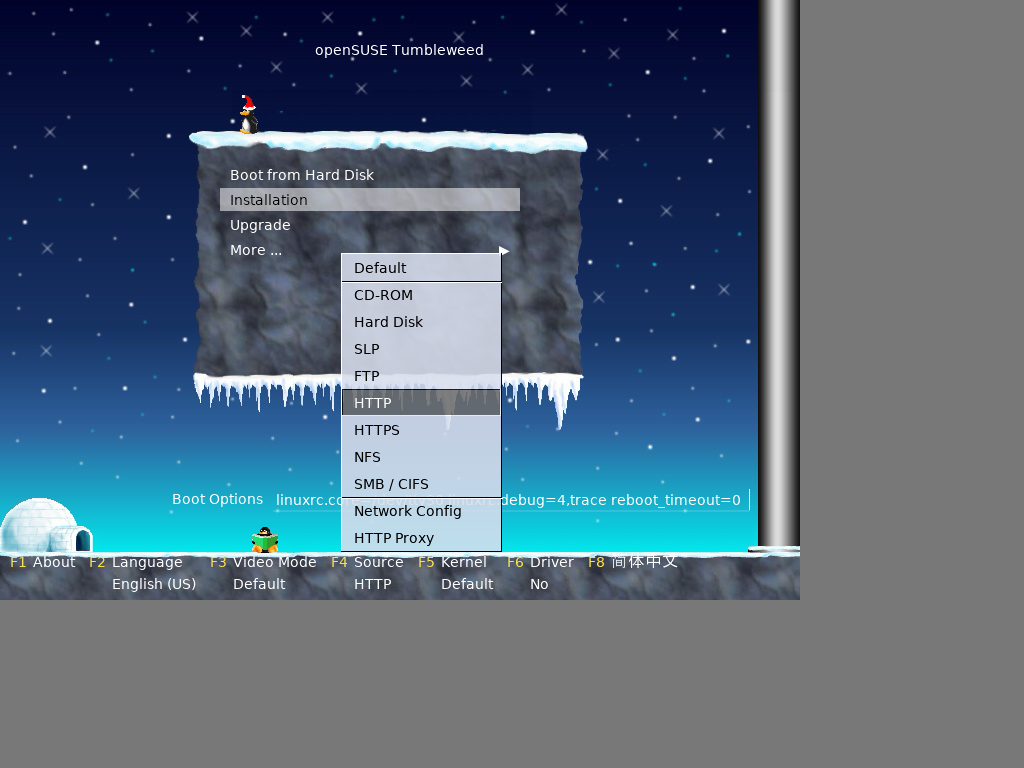 openSUSE Tumbleweed
Boot from Hard Disk
Installation
Upgrade
More ...
Default
CD-ROM
Hard Disk
SLP
FTP
HTTP
HTTPS
NFS
SMB / CIFS
Network Config
HTTP Proxy
Boot Options linuxrc. debug=4,trace reboot_timeout=0
F1 About F2 Language F3 Video Mode F4 Source F5 Kernel F6 Driver F8 简体中文
English (US) Default HTTP Default No